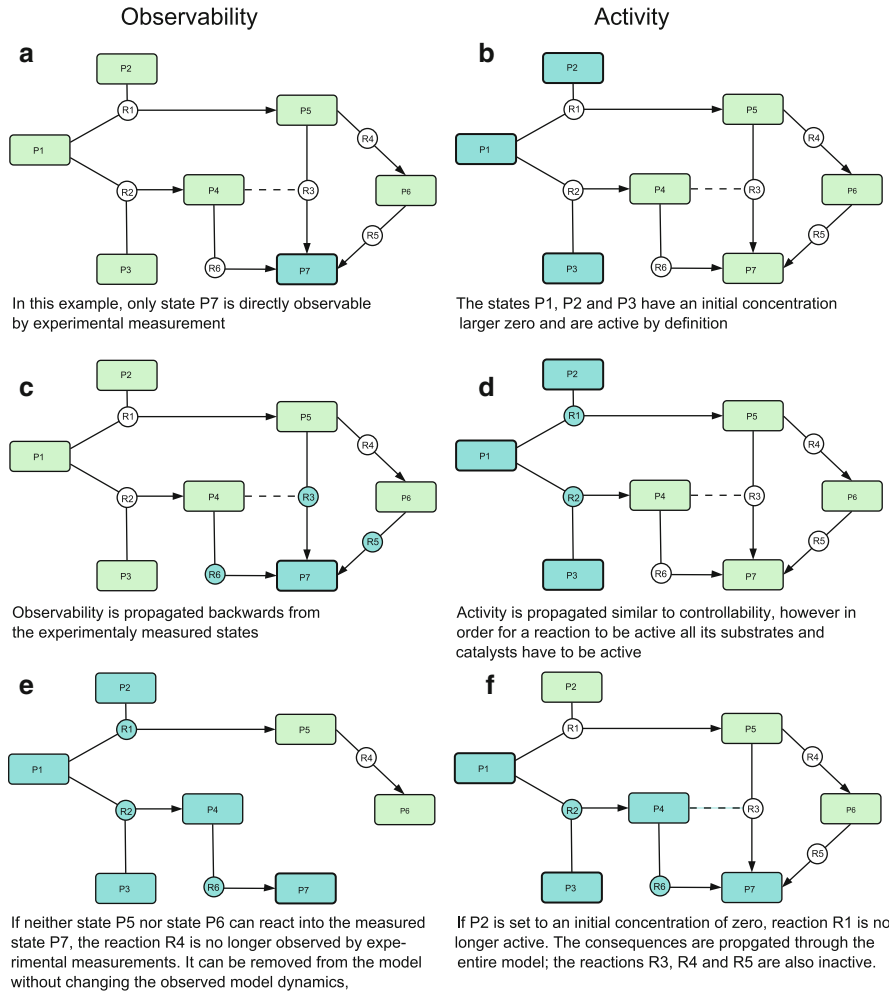 Observability
Activity
a
P2
R1
P5
R4
P1
R2
P4
R3
P6
R5
P3
R6
P7
In this example, only state P7 is directly observable
by experimental measurement
b
P2
R1
P5
R4
P1
R2
P4
R3
P6
R5
P3
R6
P7
The states P1, P2 and P3 have an initial concentration
larger zero and are active by definition
c
P2
R1
P5
R4
P1
R2
P4
R3
P6
R5
P3
R6
P7
Observability is propagated backwards from
the experimentaly measured states
d
P2
R1
P5
R4
P1
R2
P4
R3
P6
R5
P3
R6
P7
Activity is propagated similar to controllability, however in
order for a reaction to be active all its substrates and
catalysts have to be active
e
P2
R1
P5
R4
P1
R2
P4
P6
P3
R6
P7
If neither state P5 nor state P6 can react into the measured
state P7, the reaction R4 is no longer observed by expe-
rimental measurements. It can be removed from the model
without changing the observed model dynamics,
f
P2
R1
P5
R4
P1
R2
P4
R3
P6
R5
P3
R6
P7
If P2 is set to an initial concentration of zero, reaction R1 is no
longer active. The consequences are propgated through the
entire model; the reactions R3, R4 and R5 are also inactive.